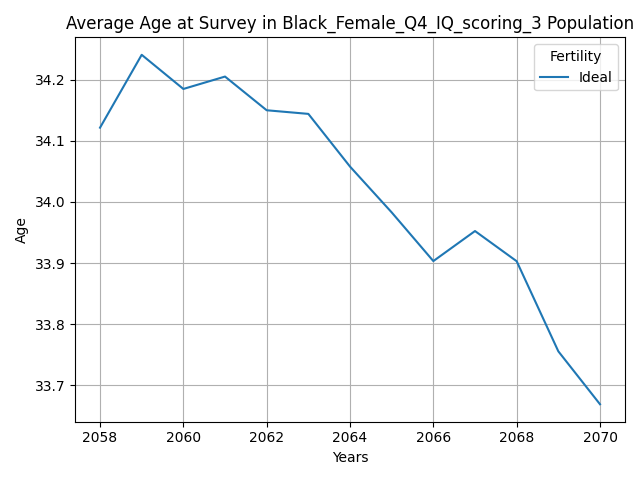 Average Age at Survey in Black_Female_Q4_IQ_scoring_3 Population
Fertility
Ideal
34.2
34.1
34.0
33.9
33.8
33.7
Age
2058
2060
2062
2064
2066
2068
2070
Years